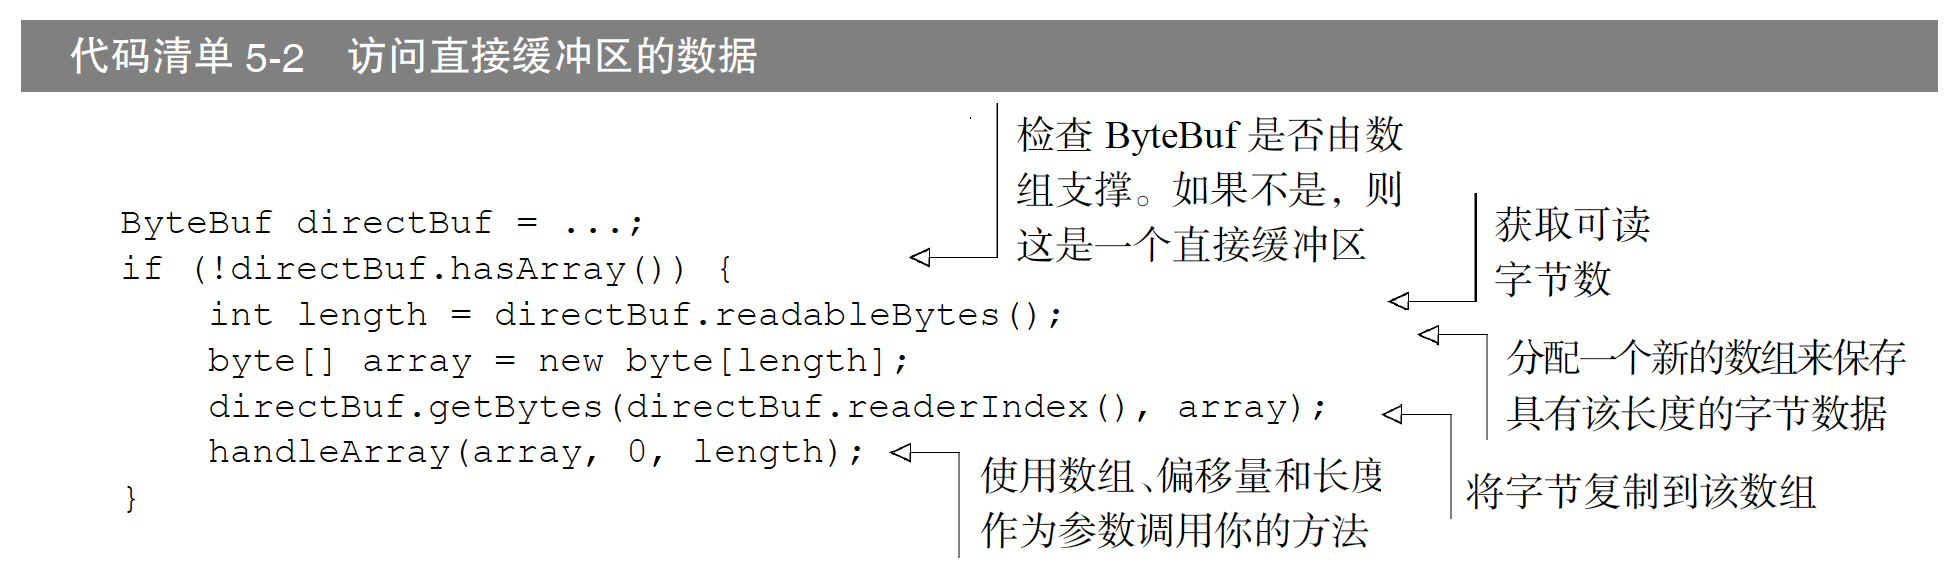 代码清单 5-2 访问直接缓冲区的数据
检查 ByteBuf 是否由数
组支撑。如果不是，则
这是一个直接缓冲区
获取可读
字节数
ByteBuf directBuf = ...;
if (!directBuf.hasArray()) {
int length = directBuf.readableBytes();
byte[] array = new byte[length];
directBuf.getBytes(directBuf.readerIndex(), array);
handleArray(array, 0, length);
}
分配一个新的数组来保存
具有该长度的字节数据
将字节复制到该数组
使用数组、偏移量和长度
作为参数调用你的方法